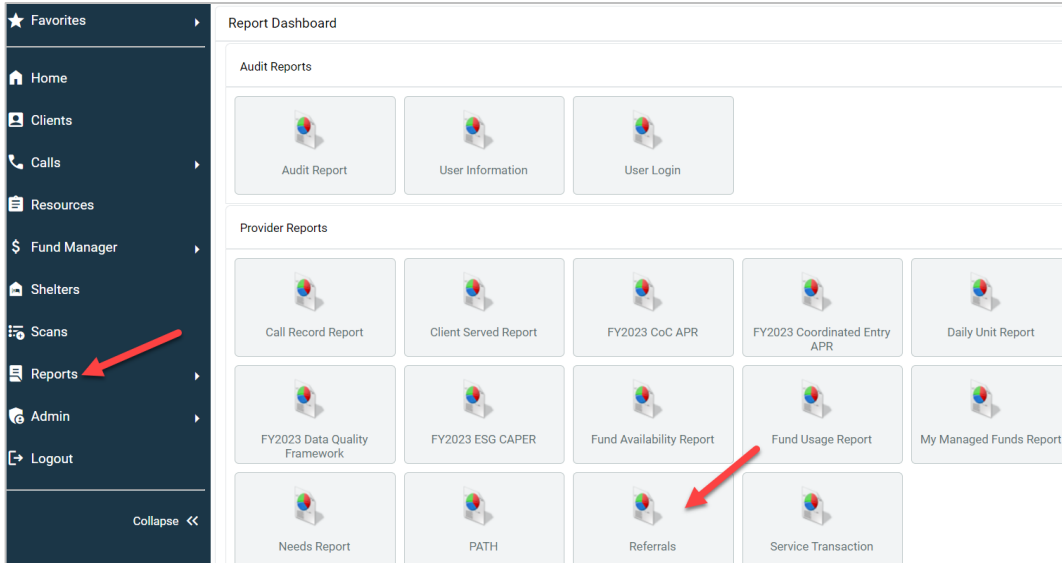 Favorites
Home
Clients
Calls
Resources
$ Fund Manager
Shelters
Scans
Reports
Admin
Logout
Collapse
Report Dashboard
Audit Reports
Audit Report
User Information
User Login
Provider Reports
Call Record Report
Client Served Report
FY2023 CoC APR
FY2023 Coordinated Entry
APR
Daily Unit Report
FY2023 Data Quality
Framework
FY2023 ESG CAPER
Fund Availability Report
Fund Usage Report
My Managed Funds Report
Needs Report
PATH
Referrals
Service Transaction